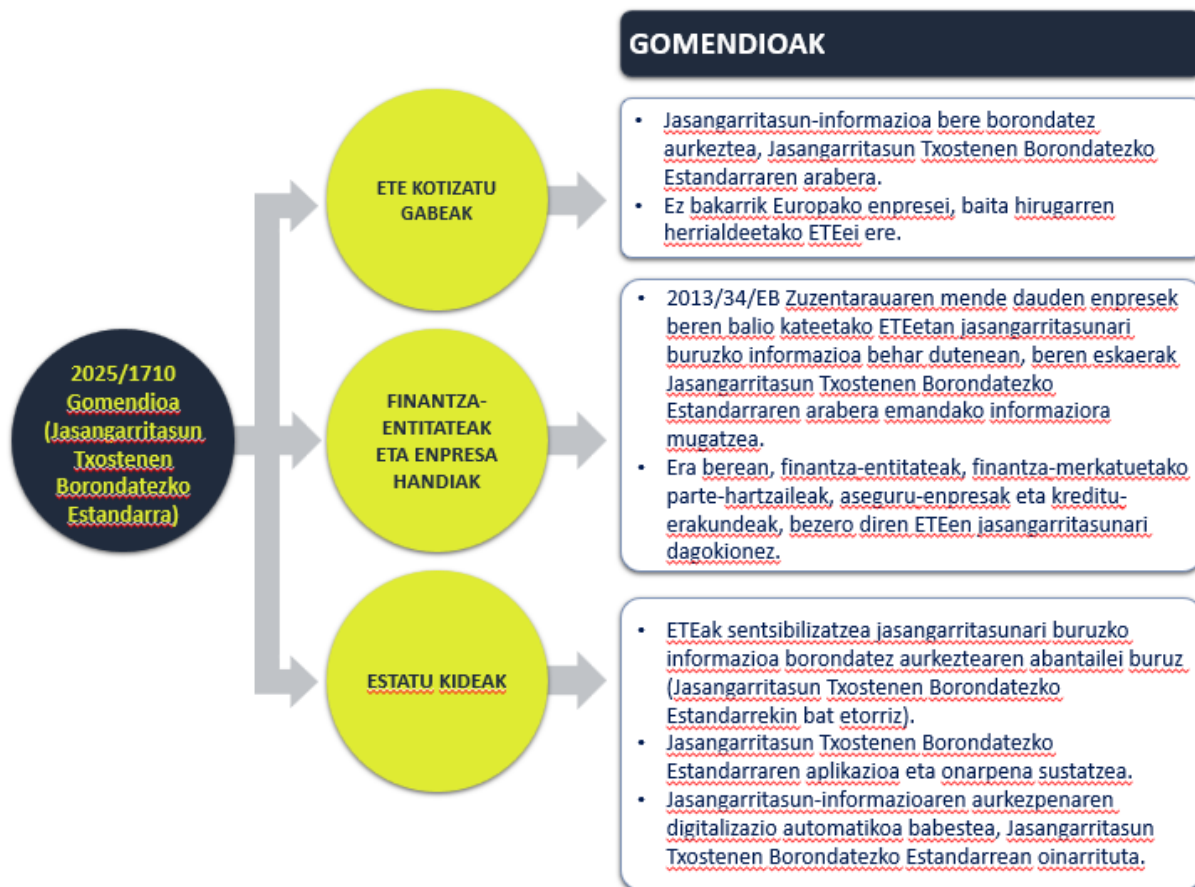 GOMENDIOAK
2025/1710
Gomendioa
(Jasangarritasun
Txostenen
Borondatezko
Estandarra)
ETE KOTIZATU
GABEAK
• Jasangarritasun-informazioa bere borondatez
aurkeztea, Jasangarritasun Txostenen Borondatezko
Estandarraren arabera.
• Ez bakarrik Europako enpresei, baita hirugarren
herrialdeetako ETEei ere.
FINANTZA-
ENTITATEAK
ETA ENPRESA
HANDIAK
• 2013/34/EB Zuzentarauaren mende dauden enpresek
beren balio kateetako ETEetan jasangarritasunari
buruzko informazioa behar dutenean, beren eskaerak
Jasangarritasun Txostenen Borondatezko
Estandarraren arabera emandako informaziora
mugatzea.
• Era berean, finantza-entitateak, finantza-merkatuetako
parte-hartzaileak, aseguru-enpresak eta kreditu-
erakundeak, bezero diren ETEen jasangarritasunari
dagokionez.
ESTATU KIDEAK
• ETEak sentsibilizatzea jasangarritasunari buruzko
informazioa borondatez aurkeztearen abantailei buruz
(Jasangarritasun Txostenen Borondatezko
Estandarrekin bat etorriz).
• Jasangarritasun Txostenen Borondatezko
Estandarraren aplikazioa eta onarpena sustatzea.
• Jasangarritasun-informazioaren aurkezpenaren
digitalizazio automatikoa babestea, Jasangarritasun
Txostenen Borondatezko Estandarrean oinarrituta.